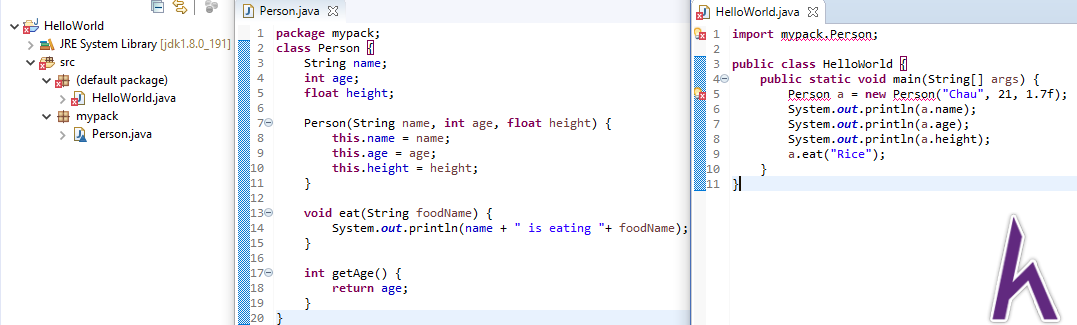 HelloWorld
JRE System Library [jdk1.8.0_191]
src
(default package)
HelloWorld.java
mypack
Person.java
Person.java
1 package mypack;
2 class Person {
3 String name;
4 int age;
5 float height;
6
7 Person(String name, int age, float height) {
8 this.name = name;
9 this.age = age;
10 this.height = height;
11 }
12
13 void eat(String foodName) {
14 System.out.println(name + " is eating "+ foodName);
15 }
16
17 int getAge() {
18 return age;
19 }
20 }
HelloWorld.java
1 import mypack.Person;
2
3 public class HelloWorld {
4 public static void main(String[] args) {
5 Person a = new Person("Chau", 21, 1.7f);
6 System.out.println(a.name);
7 System.out.println(a.age);
8 System.out.println(a.height);
9 a.eat("Rice");
10 }
11 }